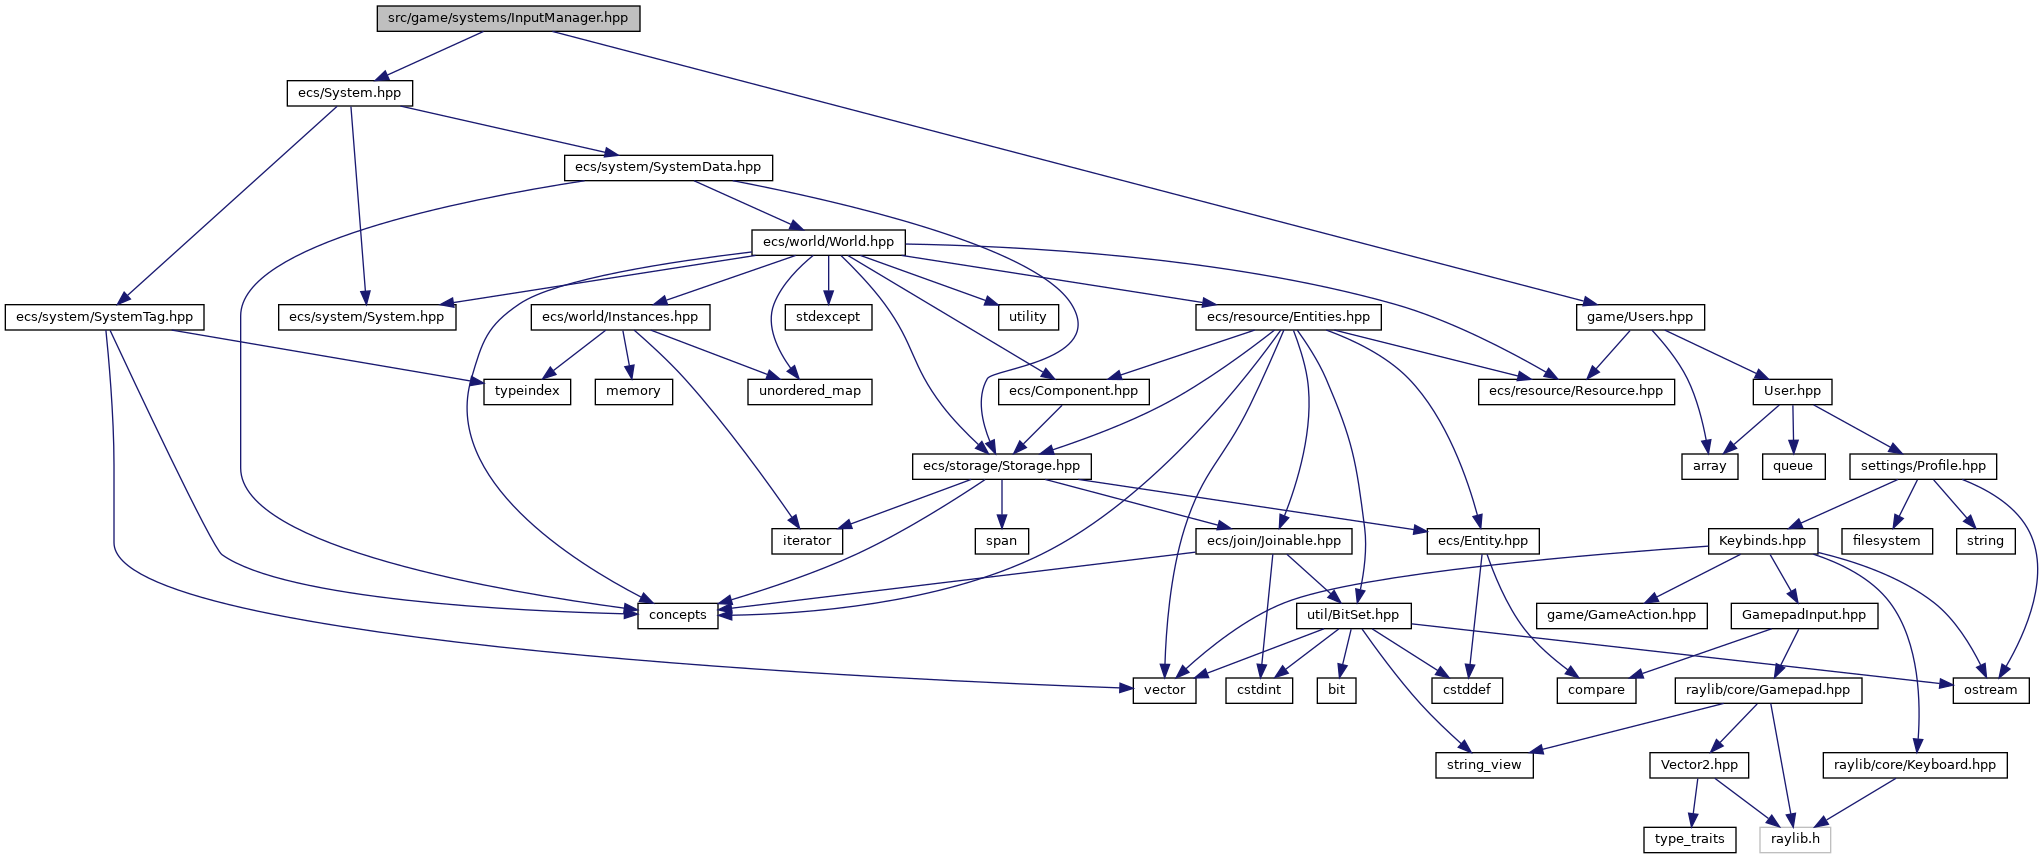 src/game/systems/InputManager.hpp
ecs/System.hpp
ecs/system/SystemData.hpp
ecs/world/World.hpp
ecs/system/SystemTag.hpp
ecs/system/System.hpp
ecs/world/Instances.hpp
stdexcept
utility
ecs/resource/Entities.hpp
game/Users.hpp
typeindex
memory
unordered_map
ecs/Component.hpp
ecs/resource/Resource.hpp
User.hpp
ecs/storage/Storage.hpp
array
queue
settings/Profile.hpp
iterator
span
ecs/join/Joinable.hpp
ecs/Entity.hpp
Keybinds.hpp
filesystem
string
concepts
util/BitSet.hpp
game/GameAction.hpp
GamepadInput.hpp
vector
cstdint
bit
cstddef
compare
raylib/core/Gamepad.hpp
ostream
string_view
Vector2.hpp
raylib/core/Keyboard.hpp
type_traits
raylib.h